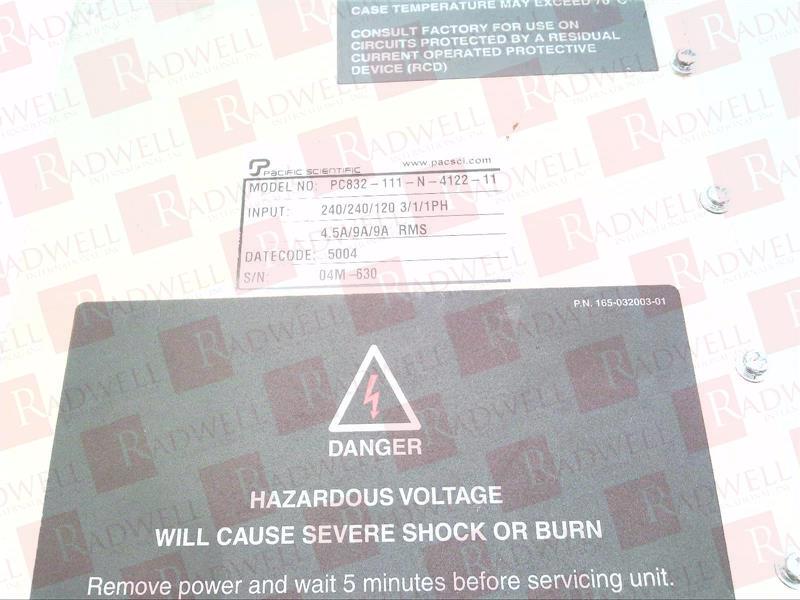 CASE TEMPERATURE MAY EXCEED 70°C
CONSULT FACTORY FOR USE ON
CIRCUITS PROTECTED BY A RESIDUAL
CURRENT OPERATED PROTECTIVE
DEVICE (RCD)
PACIFIC SCIENTIFIC www.pacsci.com
MODEL NO: PC832-111-N-4122-11
INPUT: 240/240/120 3/1/1PH
4.5A/9A/9A RMS
DATECODE: 5004
S/N: 04M-630
P.N. 165-032003-01
DANGER
HAZARDOUS VOLTAGE
WILL CAUSE SEVERE SHOCK OR BURN
Remove power and wait 5 minutes before servicing unit.
RADWELL
INTERNATIONAL, INC.